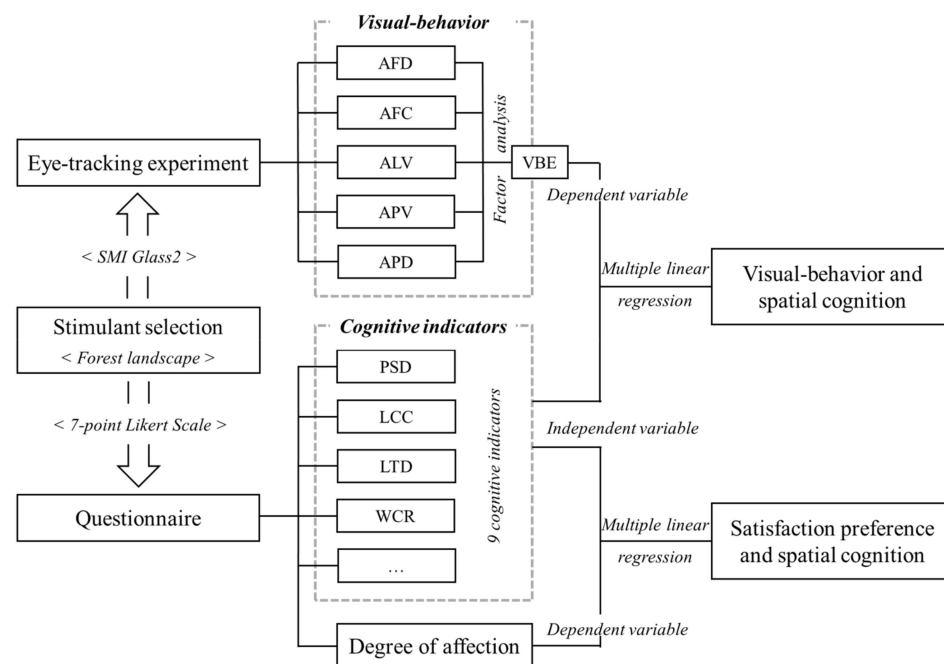 Visual-behavior
AFD
AFC
ALV
APV
APD
Factor analysis
VBE
Eye-tracking experiment
< SMI Glass2 >
Stimulant selection
< Forest landscape >
< 7-point Likert Scale >
Questionnaire
Cognitive indicators
PSD
LCC
LTD
WCR
...
9 cognitive indicators
Degree of affection
Dependent variable
Multiple linear
regression
Visual-behavior and
spatial cognition
Independent variable
Multiple linear
regression
Satisfaction preference
and spatial cognition
Dependent variable